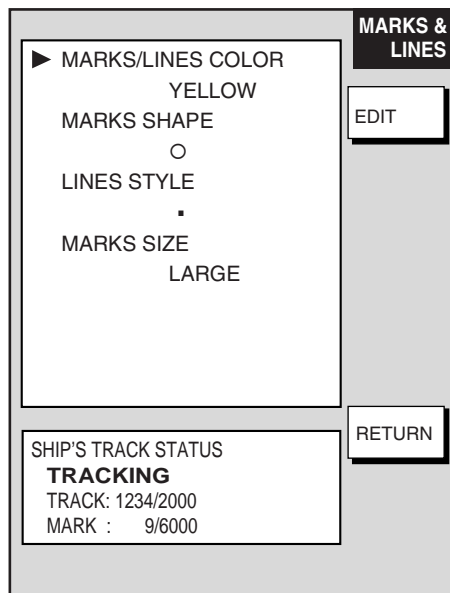 MARKS &
LINES
▶ MARKS/LINES COLOR
YELLOW
MARKS SHAPE
○
LINES STYLE
.
MARKS SIZE
LARGE
EDIT
RETURN
SHIP'S TRACK STATUS
TRACKING
TRACK: 1234/2000
MARK : 9/6000